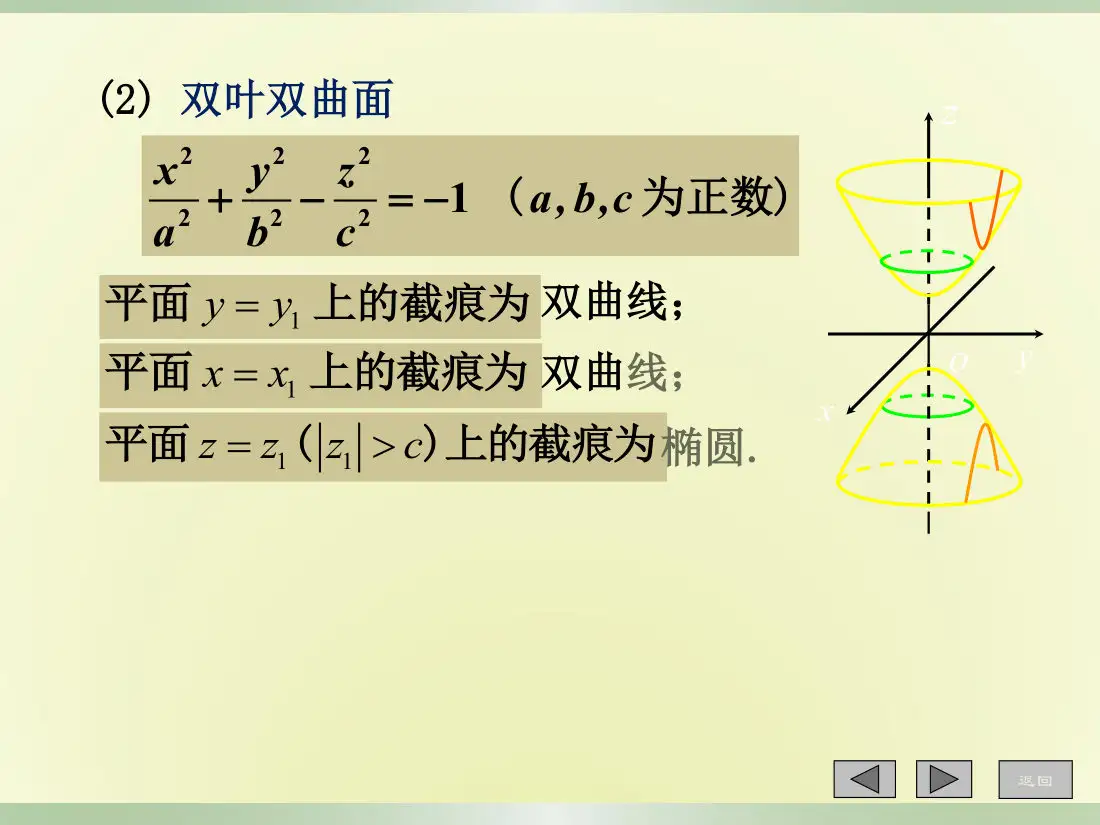 (2) 双叶双曲面
x²/a² + y²/b² − z²/c² = −1 (a,b,c 为正数)
平面 y = y₁ 上的截痕为 双曲线；
平面 x = x₁ 上的截痕为 双曲线；
平面 z = z₁(|z₁| > c)上的截痕为椭圆.
z
o
y
x
返回